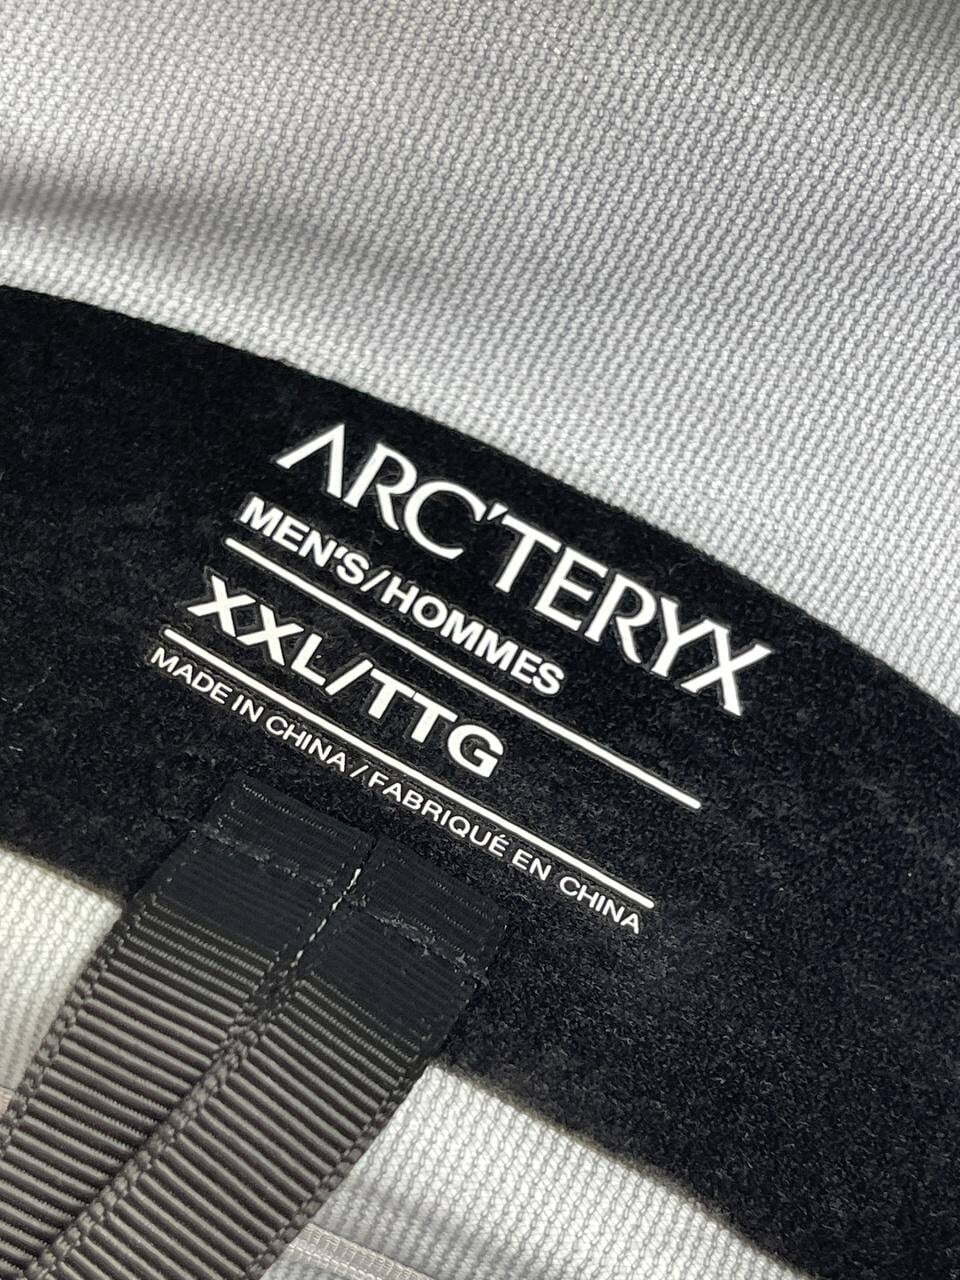 ARC'TERYX
MEN'S/HOMMES
XXL/TTG
MADE IN CHINA / FABRIQUÉ EN CHINA